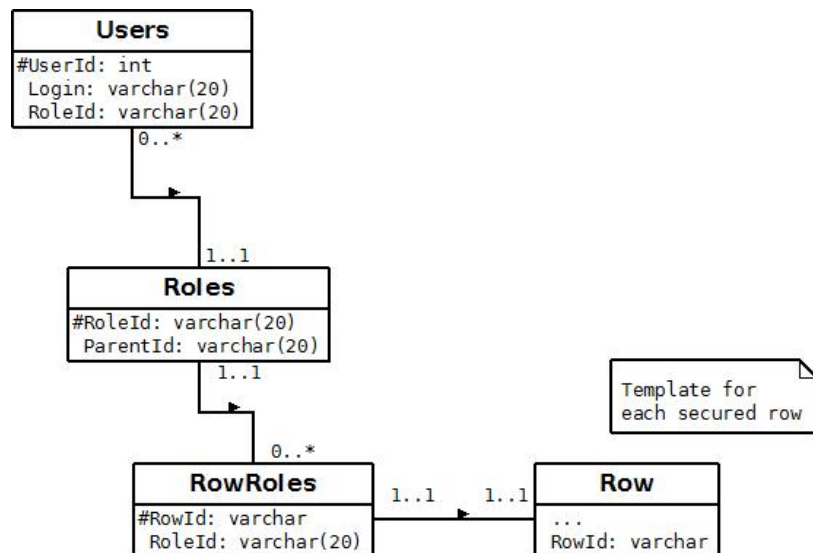 Users
#UserId: int
Login: varchar(20)
RoleId: varchar(20)
0..*
1..1
Roles
#RoleId: varchar(20)
ParentId: varchar(20)
1..1
Template for
each secured row
0..*
RowRoles
#RowId: varchar
RoleId: varchar(20)
1..1
1..1
Row
...
RowId: varchar